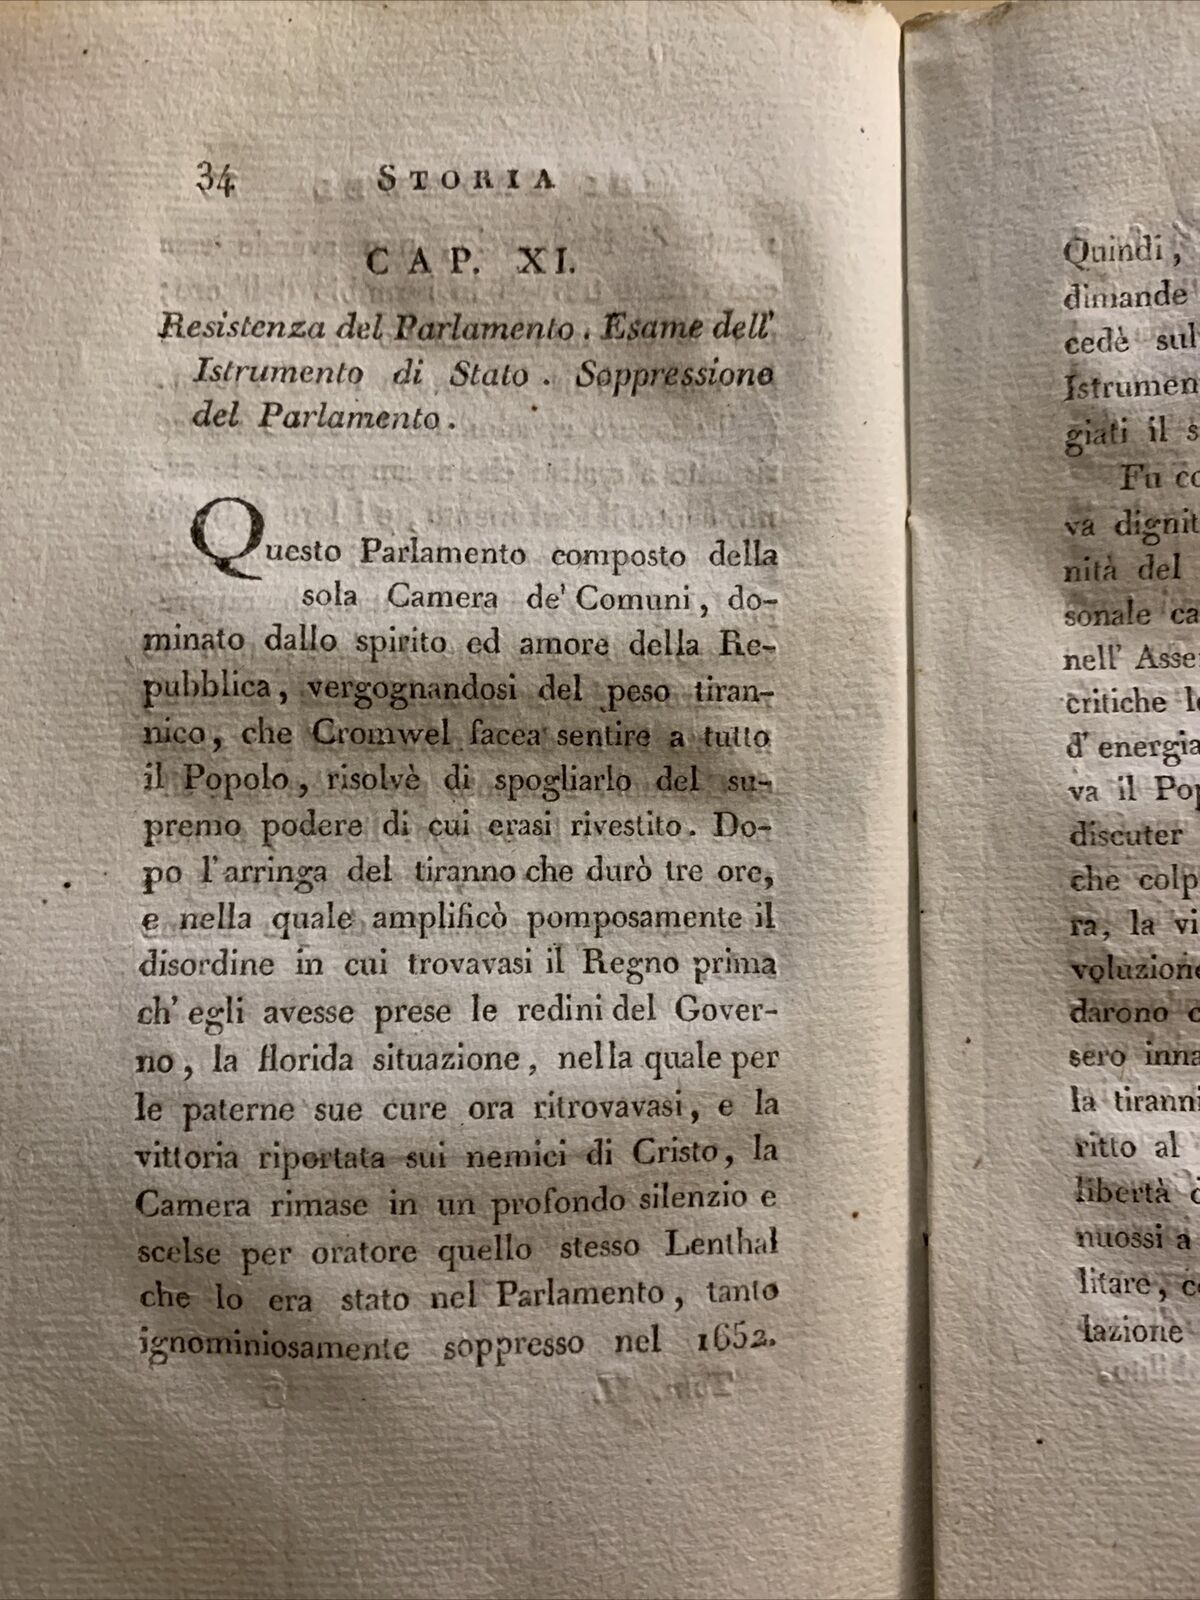 34 STORIA
CAP. XI.
Resistenza del Parlamento. Esame dell'
Istrumento di Stato. Soppressione
del Parlamento.
Questo Parlamento composto della
sola Camera de' Comuni, do-
minato dallo spirito ed amore della Re-
pubblica, vergognandosi del peso tiran-
nico, che Cromwel facea sentire a tutto
il Popolo, risolvè di spogliarlo del su-
premo podere di cui erasi rivestito. Do-
po l'arringa del tiranno che durò tre ore,
e nella quale amplificò pomposamente il
disordine in cui trovavasi il Regno prima
ch' egli avesse prese le redini del Gover-
no, la florida situazione, nella quale per
le paterne sue cure ora ritrovavasi, e la
vittoria riportata sui nemici di Cristo, la
Camera rimase in un profondo silenzio e
scelse per oratore quello stesso Lenthal
che lo era stato nel Parlamento, tanto
ignominiosamente soppresso nel 1652.
Quindi,
dimande
cedè sul
Istrumen
giati il s
Fu co
va dignit
nità del
sonale ca
nell' Asse
critiche l
d' energia
va il Pop
discuter
che colp
ra, la vi
voluzione
darono c
sero inna
la tiranni
ritto al
libertà d
nuossi a
litare, c
lazione